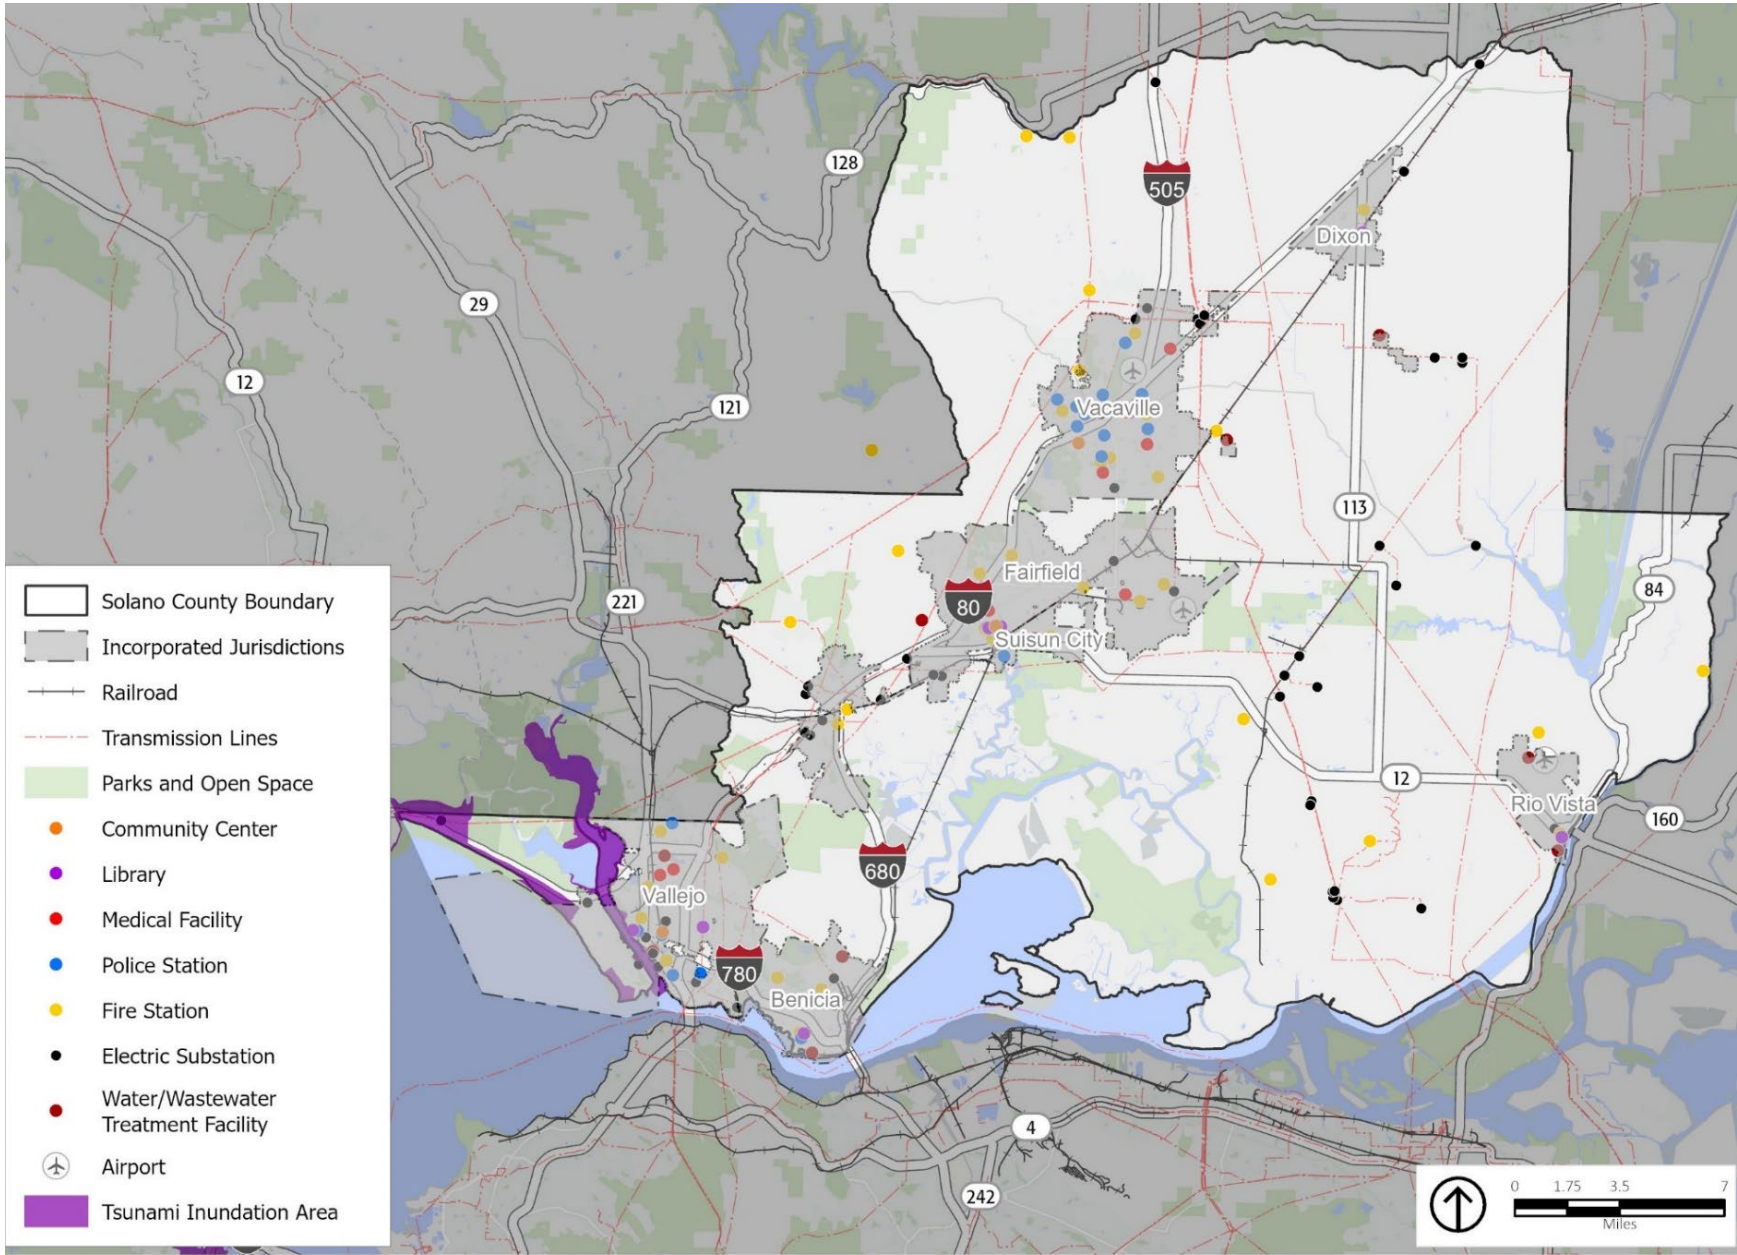 128
505
Dixon
29
12
121
Vacaville
113
Fairfield
80
221
84
Suisun City
12
Rio Vista
160
680
Vallejo
780
Benicia
4
242
Solano County Boundary
Incorporated Jurisdictions
Railroad
Transmission Lines
Parks and Open Space
Community Center
Library
Medical Facility
Police Station
Fire Station
Electric Substation
Water/Wastewater
Treatment Facility
Airport
Tsunami Inundation Area
0 1.75 3.5 7
Miles